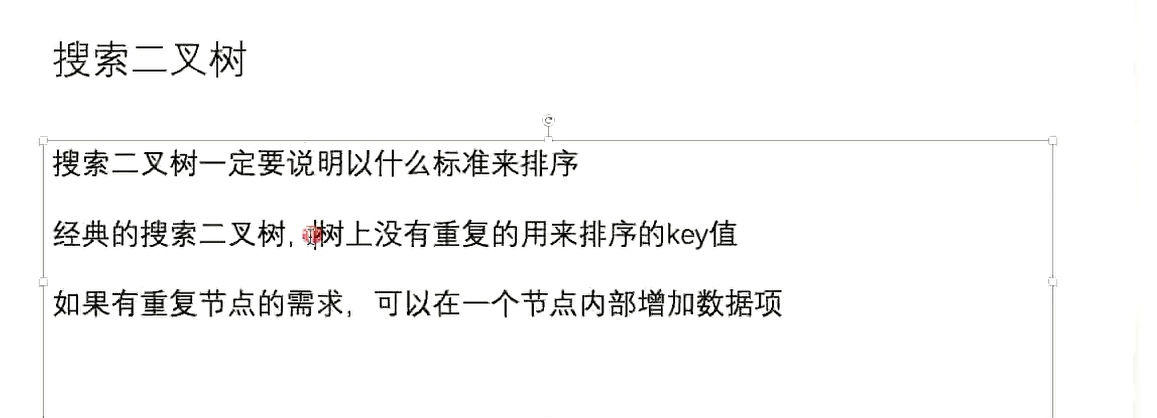 搜索二叉树
搜索二叉树一定要说明以什么标准来排序
经典的搜索二叉树，树上没有重复的用来排序的key值
如果有重复节点的需求，可以在一个节点内部增加数据项